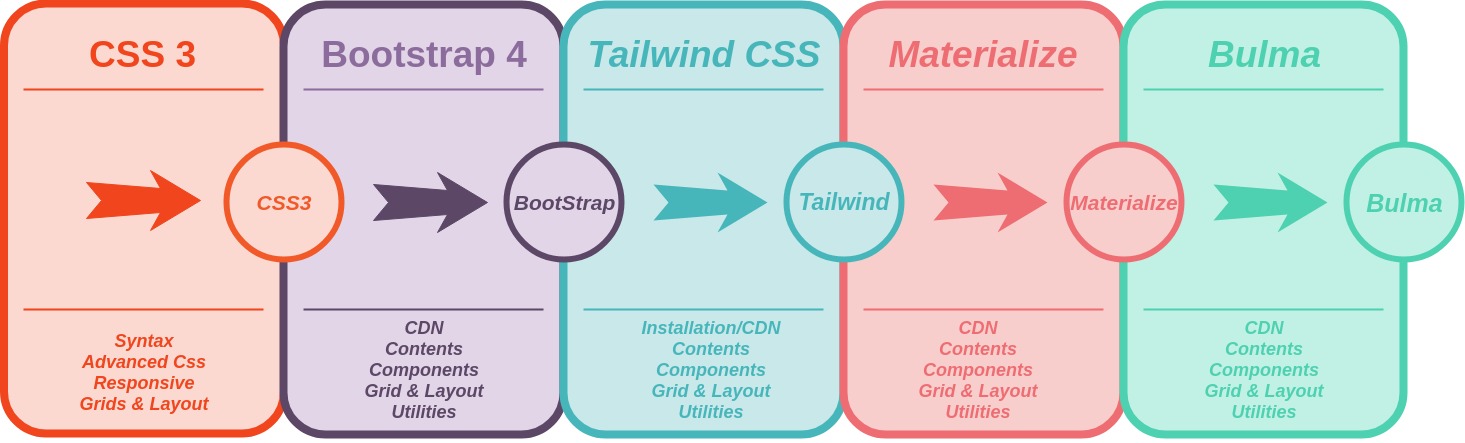 CSS 3
CSS3
Syntax
Advanced Css
Responsive
Grids & Layout
Bootstrap 4
BootStrap
CDN
Contents
Components
Grid & Layout
Utilities
Tailwind CSS
Tailwind
Installation/CDN
Contents
Components
Grid & Layout
Utilities
Materialize
Materialize
CDN
Contents
Components
Grid & Layout
Utilities
Bulma
Bulma
CDN
Contents
Components
Grid & Layout
Utilities